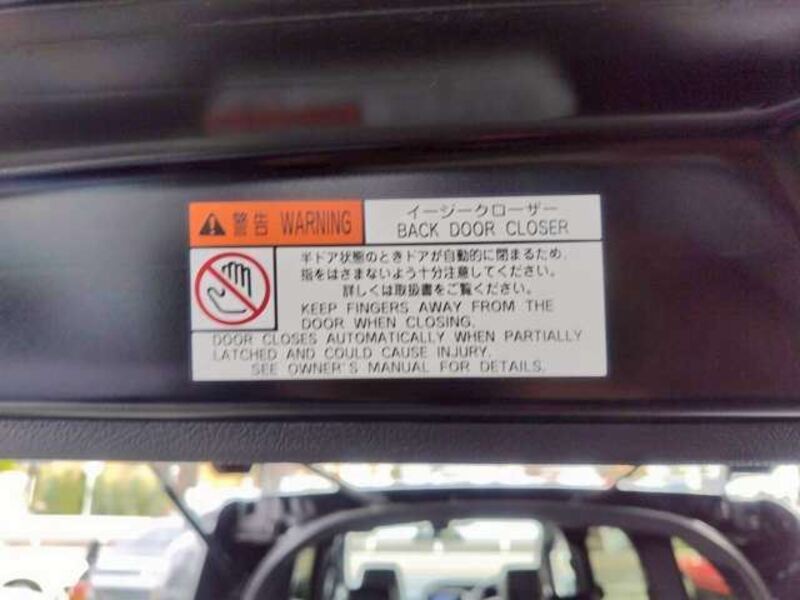 警告 WARNING
イージークローザー
BACK DOOR CLOSER
半ドア状態のときドアが自動的に閉まるため、
指をはさまないよう十分注意してください。
詳しくは取扱書をご覧ください。
KEEP FINGERS AWAY FROM THE
DOOR WHEN CLOSING.
DOOR CLOSES AUTOMATICALLY WHEN PARTIALLY
LATCHED AND COULD CAUSE INJURY.
SEE OWNER'S MANUAL FOR DETAILS.